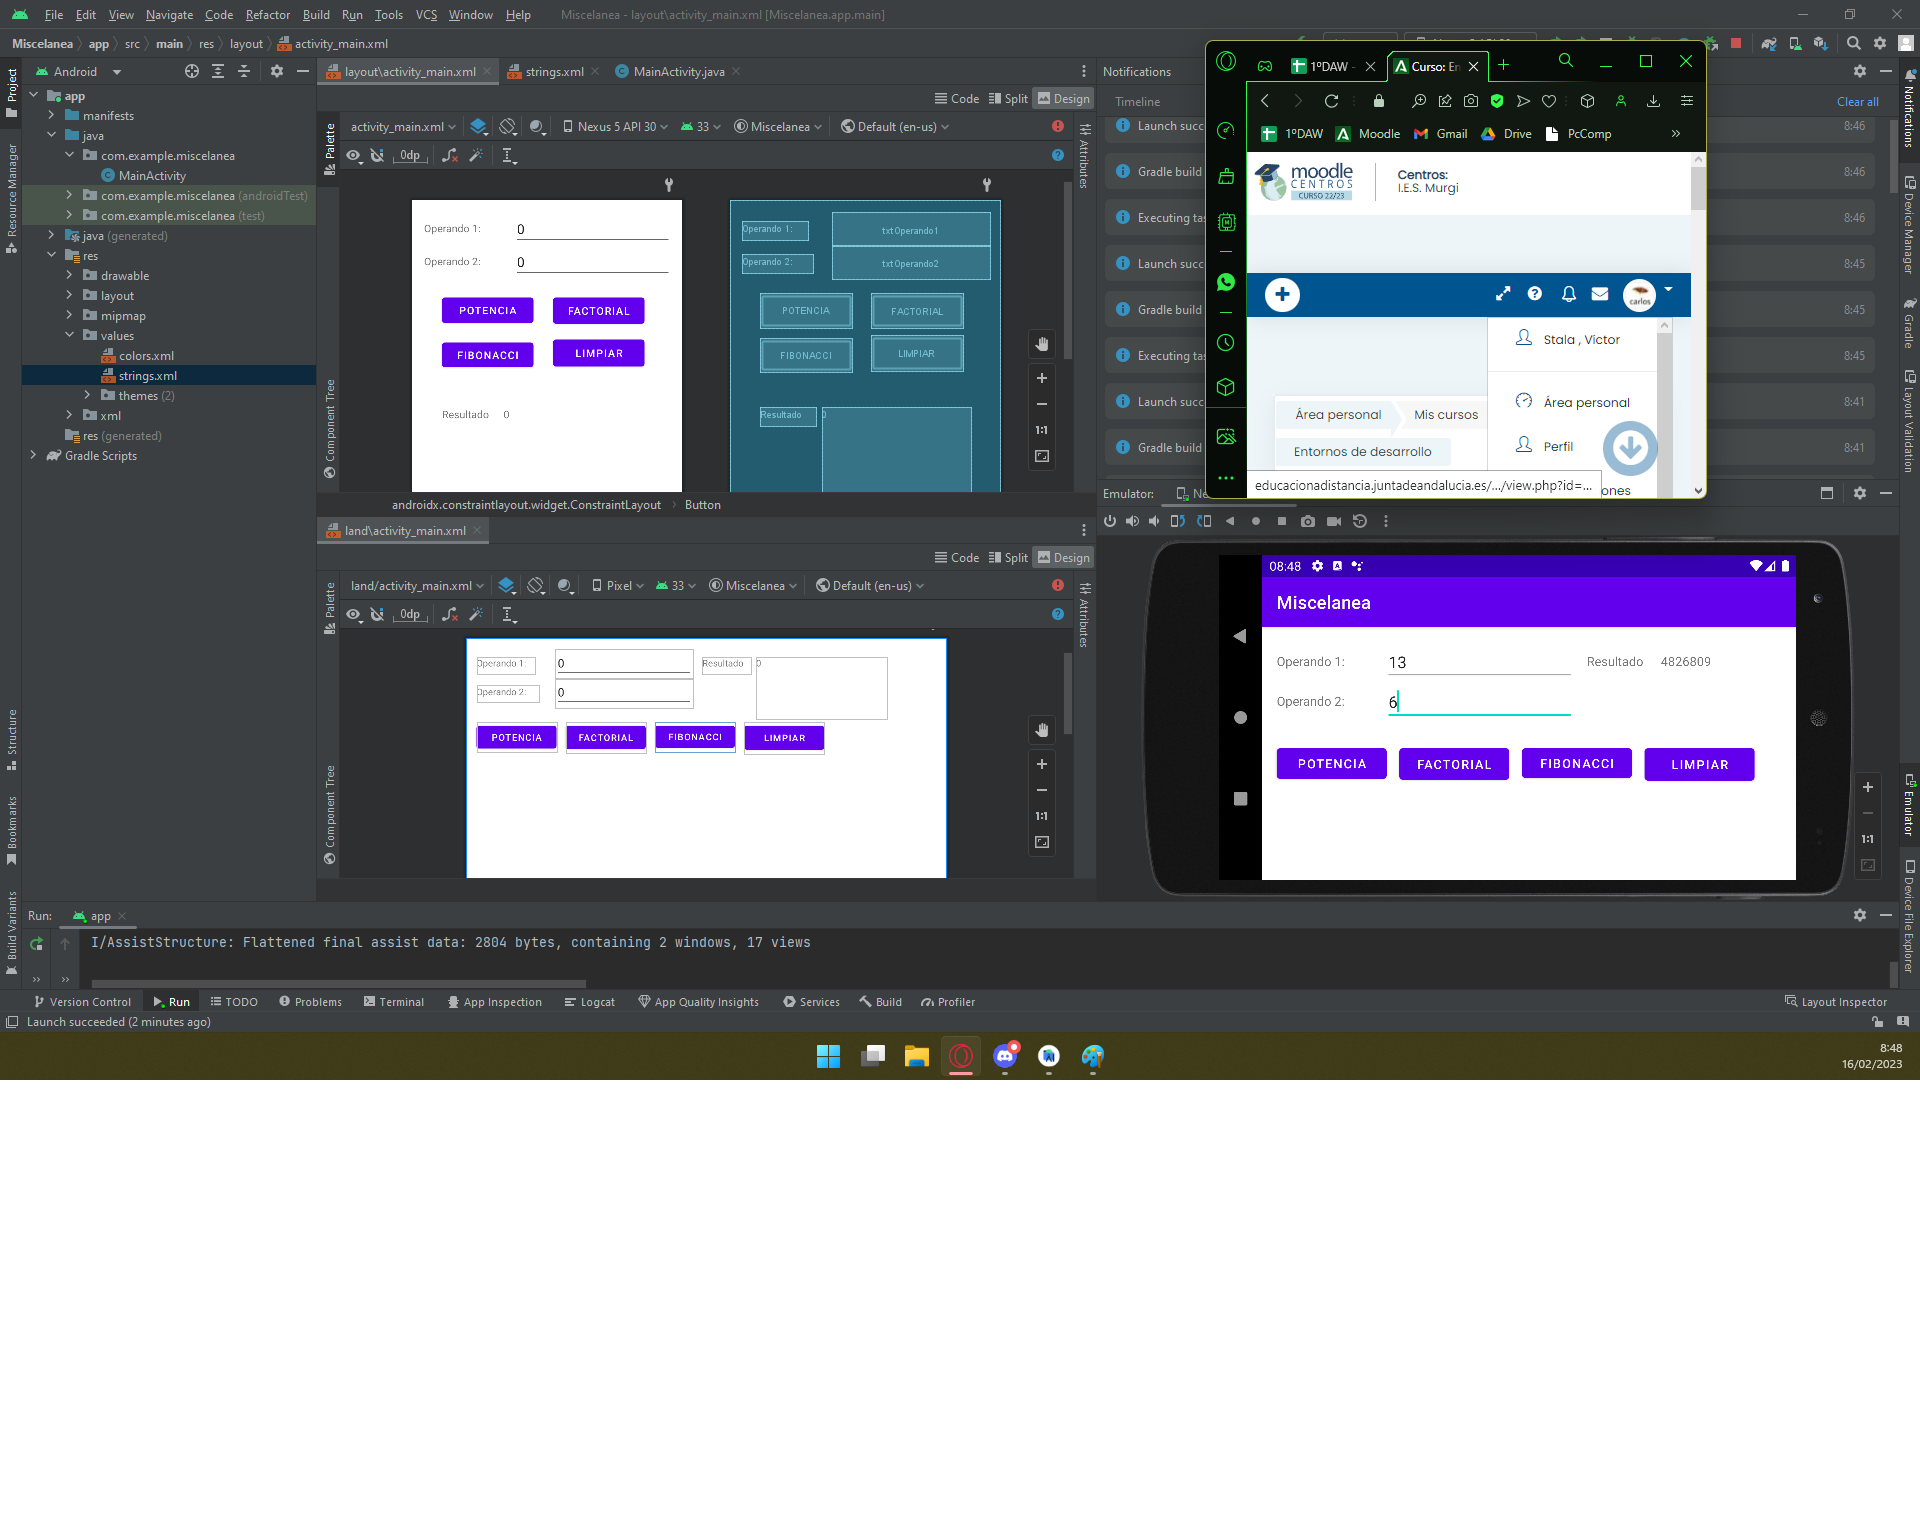 File Edit View Navigate Code Refactor Build Run Tools VCS Window Help Miscelanea - layout\activity_main.xml [Miscelanea.app.main]
Miscelanea app src main res layout activity_main.xml
Project
Resource Manager
Structure
Bookmarks
Build Variants
Android
app
manifests
java
com.example.miscelanea
MainActivity
com.example.miscelanea (androidTest)
com.example.miscelanea (test)
java (generated)
res
drawable
layout
mipmap
values
colors.xml
strings.xml
themes (2)
xml
res (generated)
Gradle Scripts
layout\activity_main.xml strings.xml MainActivity.java
Code Split Design
Palette
Component Tree
Attributes
activity_main.xml Nexus 5 API 30 33 Miscelanea Default (en-us)
0dp
Operando 1: 0
Operando 2: 0
POTENCIA FACTORIAL
FIBONACCI LIMPIAR
Resultado 0
Operando 1: txtOperando1
Operando 2: txtOperando2
POTENCIA FACTORIAL
FIBONACCI LIMPIAR
Resultado 0
1:1
androidx.constraintlayout.widget.ConstraintLayout Button
land\activity_main.xml
Code Split Design
Palette
Component Tree
Attributes
land/activity_main.xml Pixel 33 Miscelanea Default (en-us)
0dp
Operando 1: 0 Resultado 0
Operando 2: 0
POTENCIA FACTORIAL FIBONACCI LIMPIAR
1:1
Notifications
Timeline Clear all
Launch succ 8:46
Gradle build 8:46
Executing tas 8:46
Launch succ 8:45
Gradle build 8:45
Executing tas 8:45
Launch succ 8:41
Gradle build 8:41
1ºDAW - Curso: En
1ºDAW Moodle Gmail Drive PcComp »
moodle
CENTROS
CURSO 22/23
Centros:
I.E.S. Murgi
carlos
Stala , Victor
Área personal
Perfil
ones
Área personal Mis cursos
Entornos de desarrollo
educacionadistancia.juntadeandalucia.es/.../view.php?id=...
Emulator: Ne
08:48
Miscelanea
Operando 1: 13 Resultado 4826809
Operando 2: 6
POTENCIA FACTORIAL FIBONACCI LIMPIAR
1:1
Notifications
Device Manager
Gradle
Layout Validation
Emulator
Device File Explorer
Run: app
I/AssistStructure: Flattened final assist data: 2804 bytes, containing 2 windows, 17 views
Version Control Run TODO Problems Terminal App Inspection Logcat App Quality Insights Services Build Profiler Layout Inspector
Launch succeeded (2 minutes ago)
8:48
16/02/2023